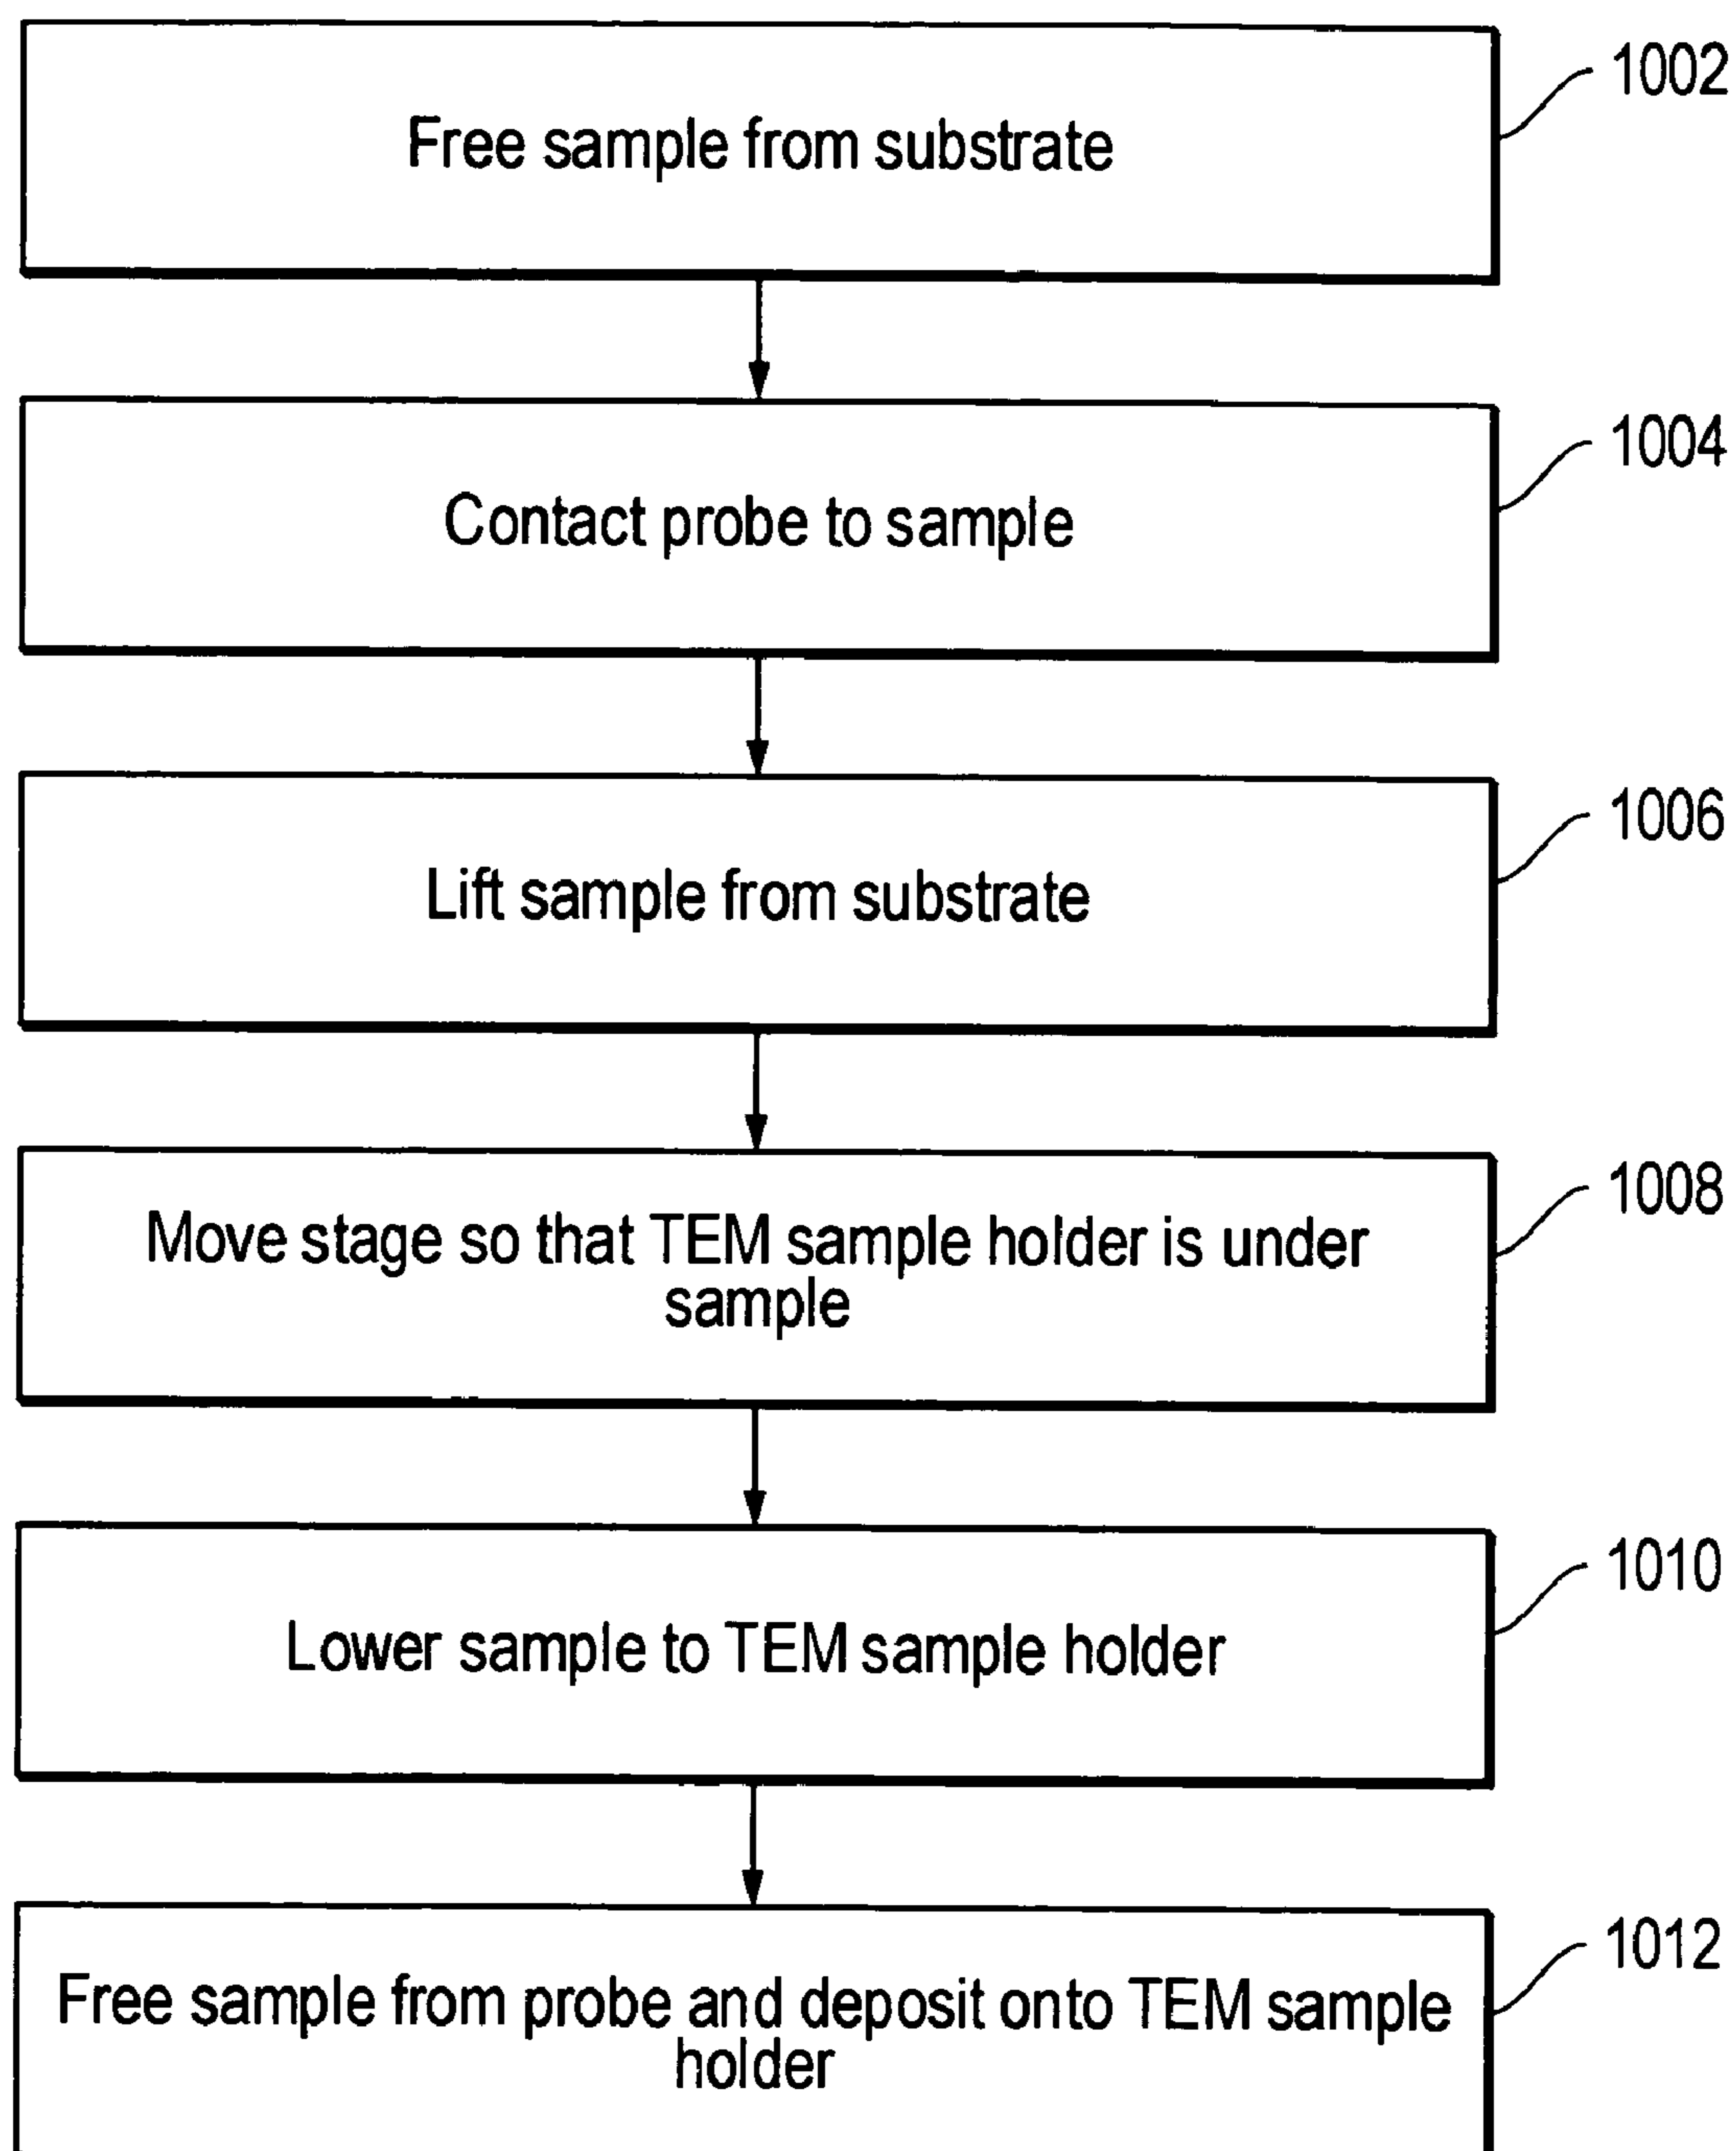 Free sample from substrate
1002
Contact probe to sample
1004
Lift sample from substrate
1006
Move stage so that TEM sample holder is under
sample
1008
Lower sample to TEM sample holder
1010
Free sample from probe and deposit onto TEM sample
holder
1012